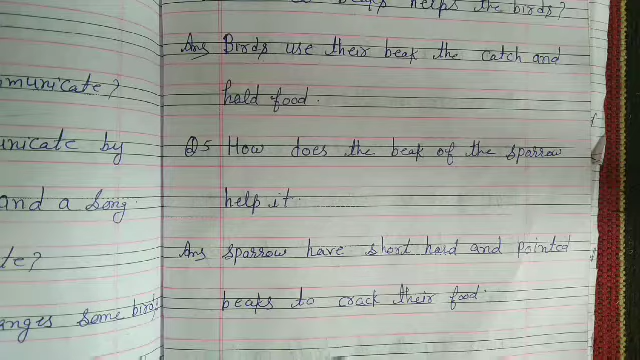 beaks helps the birds?
Ans Birds use their beak the catch and
hold food.
Q5 How does the beak of the sparrow
help it.
Ans sparrow have short hard and pointed
beaks to crack their food.
municate?
unicate by
and a song.
te?
anges some birds